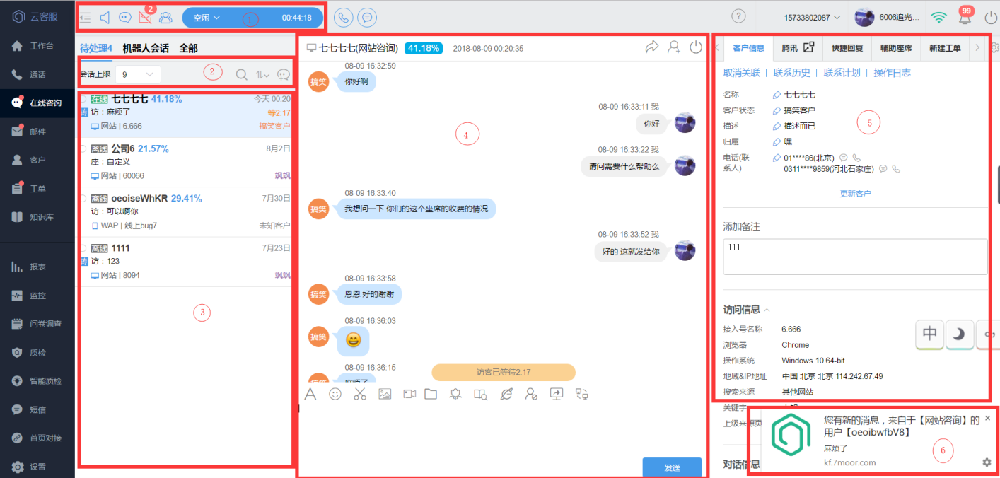 云客服
2
空闲
①
00:44:18
?
15733802087
6006追光...
99
工作台
通话
在线咨询
邮件
客户
工单
知识库
报表
监控
问卷调查
质检
智能质检
短信
首页对接
设置
待处理4 机器人会话 全部
会话上限 9 ②
在线 七七七七 41.18% 今天 00:20
转 访：麻烦了 等2:17
网站 | 6.666 搞笑客户
离线 公司6 21.57% 8月2日
座：自定义
网站 | 60066 飒飒
离线 oeoiseWhKR 29.41% 7月30日
访：可以啊你
WAP | 线上bug7 未知客户
离线 1111 7月23日
转 访：123
网站 | 8094 飒飒
③
七七七七(网站咨询) 41.18% 2018-08-09 00:20:35
08-09 16:32:59
搞笑 你好啊
08-09 16:33:11 我
你好
④
08-09 16:33:22 我
请问需要什么帮助么
08-09 16:33:40
搞笑 我想问一下 你们的这个坐席的收费的情况
08-09 16:33:52 我
好的 这就发给你
08-09 16:33:58
搞笑 恩恩 好的谢谢
08-09 16:36:03
搞笑 😄
08-09 16:36:15
搞笑 麻烦了
访客已等待2:17
发送
客户信息 腾讯 快捷回复 辅助座席 新建工单
取消关联 | 联系历史 | 联系计划 | 操作日志
名称 七七七七
客户状态 搞笑客户
描述 描述而已
归属 嘿
⑤
电话(联系人) 01****86(北京)
0311****9859(河北石家庄)
更新客户
添加备注
111
访问信息
接入号名称 6.666
浏览器 Chrome
操作系统 Windows 10 64-bit
地域&IP地址 中国 北京 北京 114.242.67.49
搜索来源 其他网站
关键字
上级来源页
对话信息
中
您有新的消息，来自于【网站咨询】的
用户【oeoibwfbV8】
麻烦了
kf.7moor.com
⑥